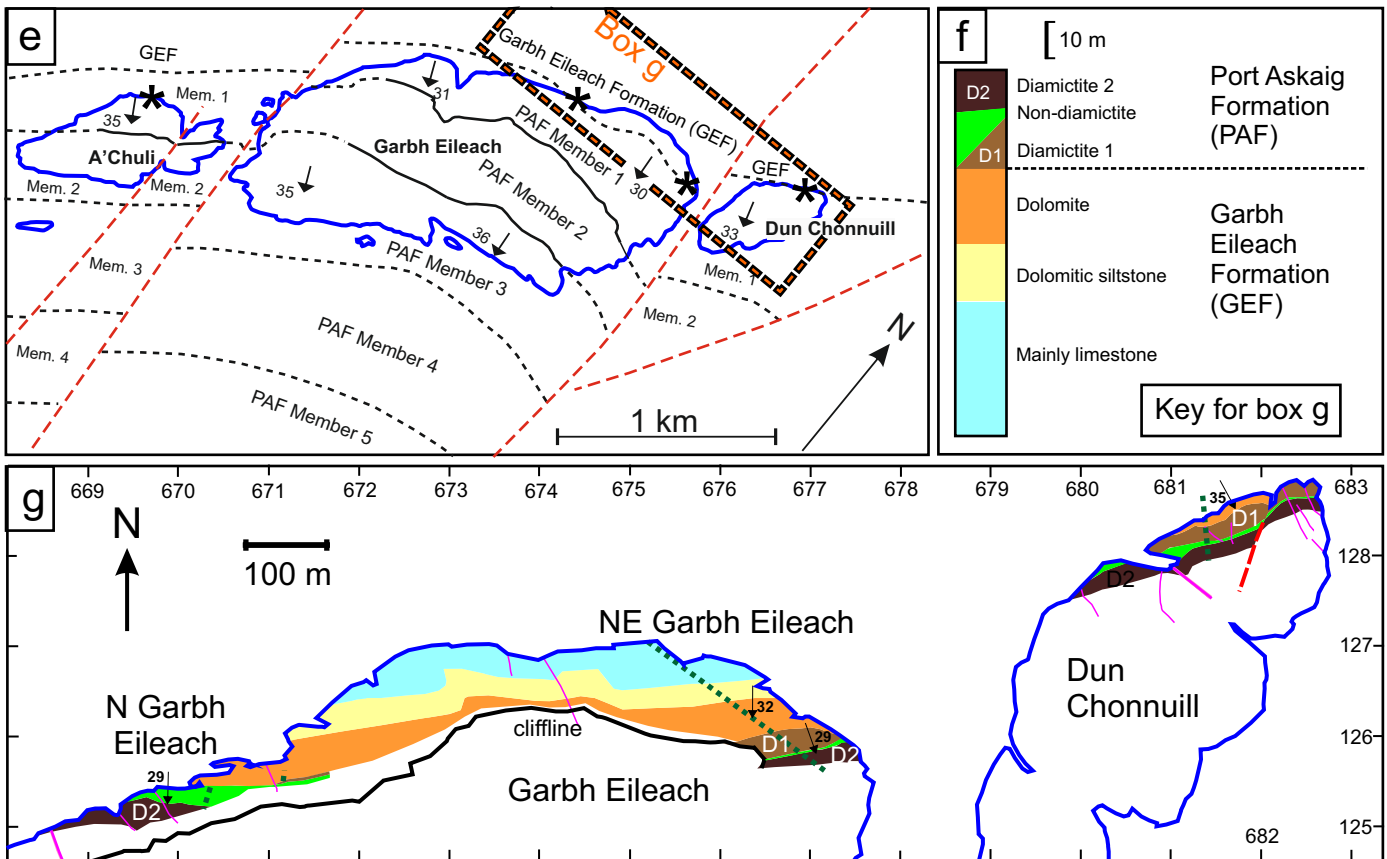 e
GEF
Mem. 1
35
A'Chuli
Mem. 2
Mem. 2
Mem. 3
Mem. 4
31
Garbh Eileach
35
36
Garbh Eileach Formation (GEF)
Box g
PAF Member 1
30
PAF Member 2
PAF Member 3
PAF Member 4
PAF Member 5
GEF
33
Dun Chonnuill
Mem. 1
Mem. 2
N
1 km
f
10 m
D2
Diamictite 2
Non-diamictite
D1
Diamictite 1
Port Askaig
Formation
(PAF)
Dolomite
Dolomitic siltstone
Mainly limestone
Garbh
Eileach
Formation
(GEF)
Key for box g
g
669 670 671 672 673 674 675 676 677 678 679 680 681 682 683
N
100 m
NE Garbh Eileach
N Garbh
Eileach
29
D2
cliffline
Garbh Eileach
32
D1
29
D2
35
D1
D2
Dun
Chonnuill
128
127
126
125
682